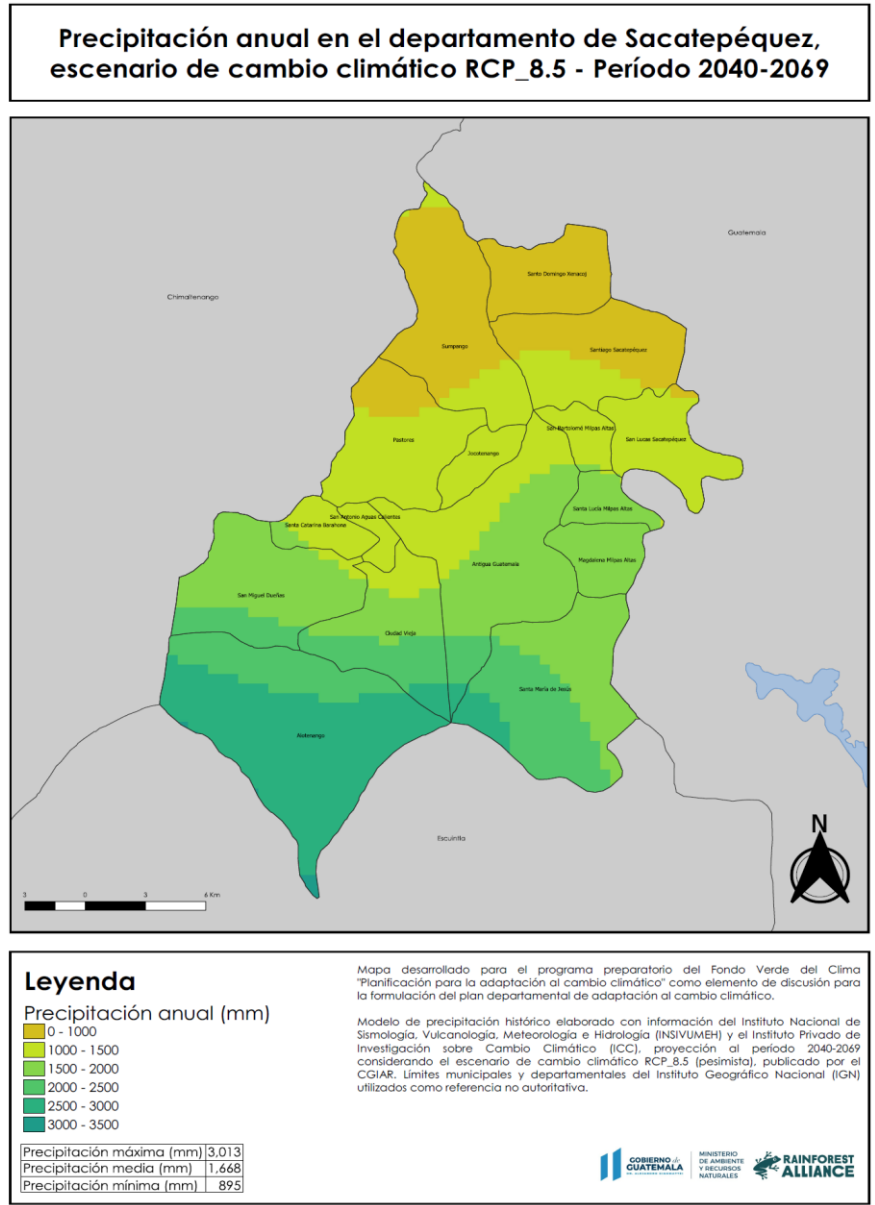 Precipitación anual en el departamento de Sacatepéquez,
escenario de cambio climático RCP_8.5 - Período 2040-2069
Guatemala
Chimaltenango
Santo Domingo Xenacoj
Sumpango
Santiago Sacatepéquez
Pastores
San Bartolomé Milpas Altas
San Lucas Sacatepéquez
Jocotenango
San Antonio Aguas Calientes
Santa Catarina Barahona
Santa Lucía Milpas Altas
Antigua Guatemala
Magdalena Milpas Altas
San Miguel Dueñas
Ciudad Vieja
Santa María de Jesús
Alotenango
Escuintla
N
3 0 3 6 Km
Leyenda
Precipitación anual (mm)
0 - 1000
1000 - 1500
1500 - 2000
2000 - 2500
2500 - 3000
3000 - 3500
Precipitación máxima (mm) 3,013
Precipitación media (mm) 1,668
Precipitación mínima (mm) 895
Mapa desarrollado para el programa preparatorio del Fondo Verde del Clima
"Planificación para la adaptación al cambio climático" como elemento de discusión para
la formulación del plan departamental de adaptación al cambio climático.
Modelo de precipitación histórico elaborado con información del Instituto Nacional de
Sismología, Vulcanología, Meteorología e Hidrología (INSIVUMEH) y el Instituto Privado de
Investigación sobre Cambio Climático (ICC), proyección al período 2040-2069
considerando el escenario de cambio climático RCP_8.5 (pesimista), publicado por el
CGIAR. Límites municipales y departamentales del Instituto Geográfico Nacional (IGN)
utilizados como referencia no autoritativa.
GOBIERNO de
GUATEMALA
MINISTERIO
DE AMBIENTE
Y RECURSOS
NATURALES
RAINFOREST
ALLIANCE